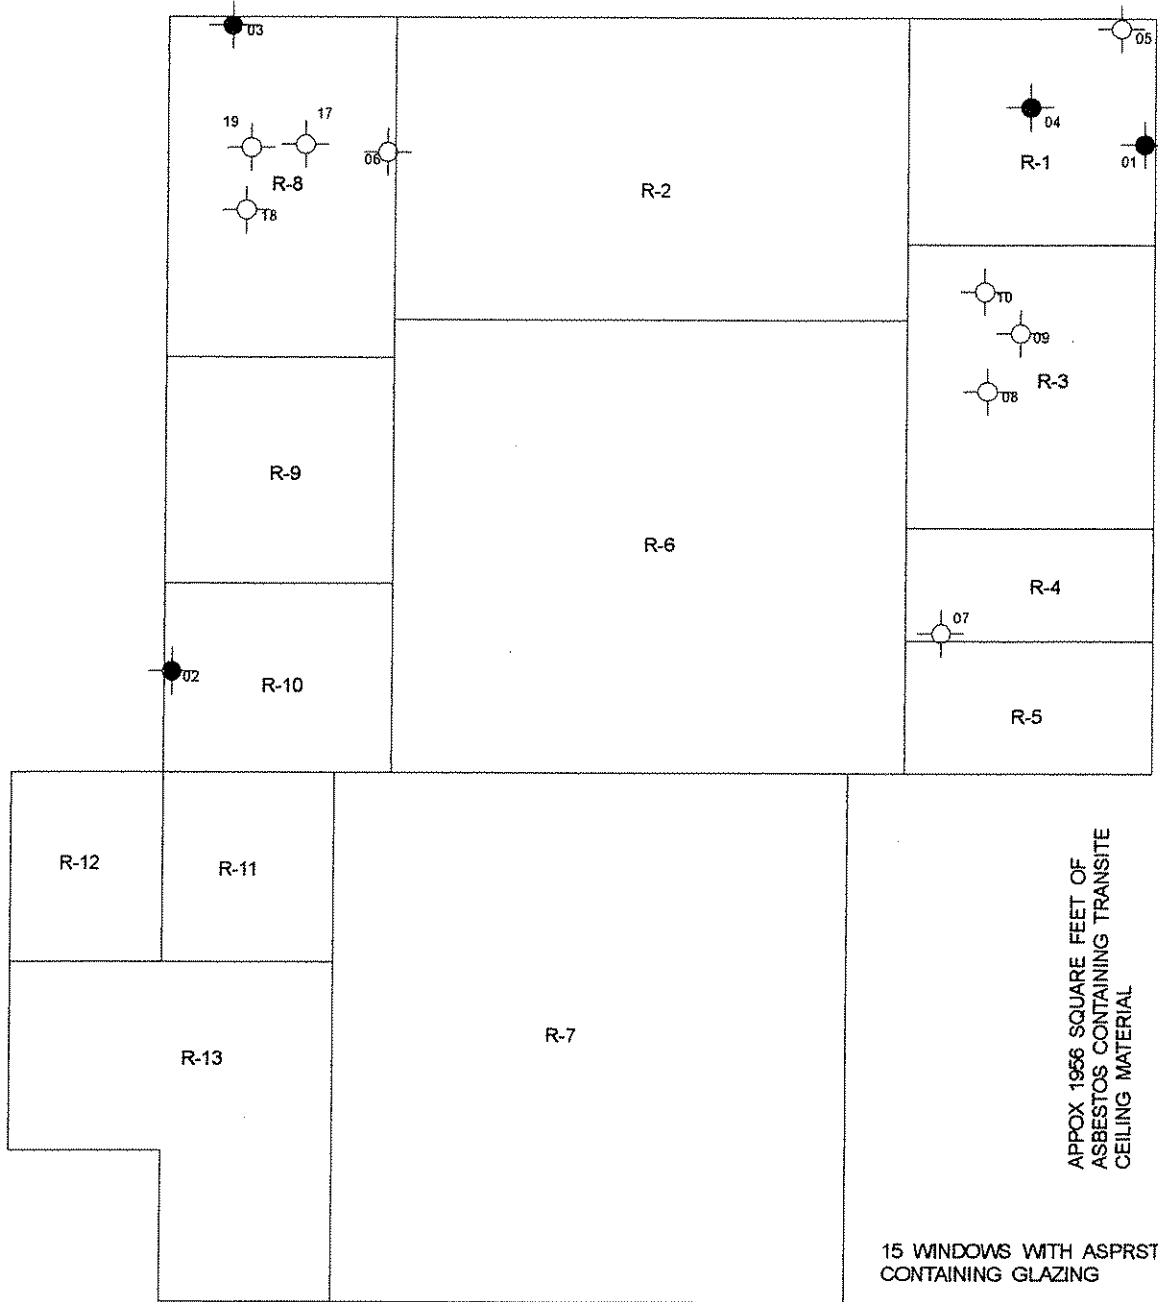 03
05
19
17
04
06
01
R-1
R-8
R-2
18
10
09
R-3
08
R-9
R-6
R-4
07
02
R-10
R-5
R-12
R-11
R-7
R-13
APPOX 1956 SQUARE FEET OF
ASBESTOS CONTAINING TRANSITE
CEILING MATERIAL
15 WINDOWS WITH ASPRST
CONTAINING GLAZING